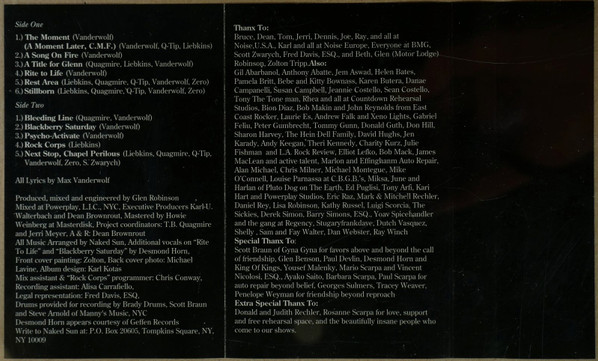 Side One
1.) The Moment (Vanderwolf)
(A Moment Later, C.M.F.) (Vanderwolf, Q-Tip, Liebkins)
2.) A Song On Fire (Vanderwolf)
3.) A Title for Glenn (Quagmire, Liebkins, Vanderwolf)
4.) Rite to Life (Vanderwolf)
5.) Rest Area (Liebkins, Quagmire, Q-Tip, Vanderwolf, Zero)
6.) Stillborn (Liebkins, Quagmire, Q-Tip, Vanderwolf, Zero)
Side Two
1.) Bleeding Line (Quagmire, Vanderwolf)
2.) Blackberry Saturday (Vanderwolf)
3.) Psycho-Activate (Vanderwolf)
4.) Rock Corps (Liebkins)
5.) Next Stop, Chapel Perilous (Liebkins, Quagmire, Q-Tip,
Vanderwolf, Zero, S. Zwarych)
All Lyrics by Max Vanderwolf
Produced, mixed and engineered by Glen Robinson
Mixed at Powerplay, L.I.C., NYC, Executive Producers Karl-U.
Walterbach and Dean Brownrout, Mastered by Howie
Weinberg at Masterdisk, Project coordinators: T.B. Quagmire
and Jerri Meyer, A & R: Dean Brownrout
All Music Arranged by Naked Sun, Additional vocals on "Rite
To Life" and "Blackberry Saturday" by Desmond Horn,
Front cover painting: Zolton, Back cover photo: Michael
Lavine, Album design: Karl Kotas
Mix assistant & "Rock Corps" programmer: Chris Conway,
Recording assistant: Alisa Carrafiello,
Legal representation: Fred Davis, ESQ,
Drums provided for recording by Brady Drums, Scott Braun
and Steve Arnold of Manny's Music, NYC
Desmond Horn appears courtesy of Geffen Records
Write to Naked Sun at: P.O. Box 20605, Tompkins Square, NY,
NY 10009
Thanx To:
Bruce, Dean, Tom, Jerri, Dennis, Joe, Ray, and all at
Noise,U.S.A., Karl and all at Noise Europe, Everyone at BMG,
Scott Zwarych, Fred Davis, ESQ., and Beth, Glen (Motor Lodge)
Robinson, Zolton Tripp.Also:
Gil Abarbanol, Anthony Abatte, Jem Aswad, Helen Bates,
Pamela Britt, Bebe and Kitty Bownass, Karen Butera, Danae
Campanelli, Susan Campbell, Jeannie Costello, Sean Costello,
Tony The Tone man, Rhea and all at Countdown Rehearsal
Studios, Bion Diaz, Bob Makin and John Reynolds from East
Coast Rocker, Laurie Es, Andrew Falk and Xeno Lights, Gabriel
Feliu, Peter Gumbrecht, Tommy Gunn, Donald Guth, Don Hill,
Sharon Harvey, The Hein Dell Family, David Hughs, Jen
Karady, Andy Keegan, Theri Kennedy, Charity Kurz, Julie
Fishman and L.A. Rock Review, Elliot Lefko, Bob Mack, James
MacLean and active talent, Marlon and Effingham Auto Repair,
Alan Michael, Chris Milner, Michael Montegue, Mike
O'Connell, Louise Parnassa at C.B.G.B.'s, Miksa, June and
Harlan of Pluto Dog on The Earth, Ed Puglisi, Tony Arfi, Kari
Hart and Powerplay Studios, Eric Raz, Mark & Mitchell Rechler,
Daniel Rey, Lisa Robinson, Kathy Russel, Luigi Scorcia, The
Sickies, Derek Simon, Barry Simons, ESQ., Yoav Spicehandler
and the gang at Regency, Stugaryfrankdave, Dutch Vasquez,
Shelly , Sam and Fay Walter, Dan Webster, Ray Winch
Special Thanx To:
Scott Braun of Gyna Gyna for favors above and beyond the call
of friendship, Glen Benson, Paul Devlin, Desmond Horn and
King Of Kings, Yousef Malenky, Mario Scarpa and Vincent
Nicolosi, ESQ., Ayako Saito, Barbara Scarpa, Paul Scarpa for
auto repair beyond belief, Georges Sulmers, Tracey Weaver,
Penelope Weyman for friendship beyond reproach
Extra Special Thanx To:
Donald and Judith Rechler, Rosanne Scarpa for love, support
and free rehearsal space, and the beautifully insane people who
come to our shows.